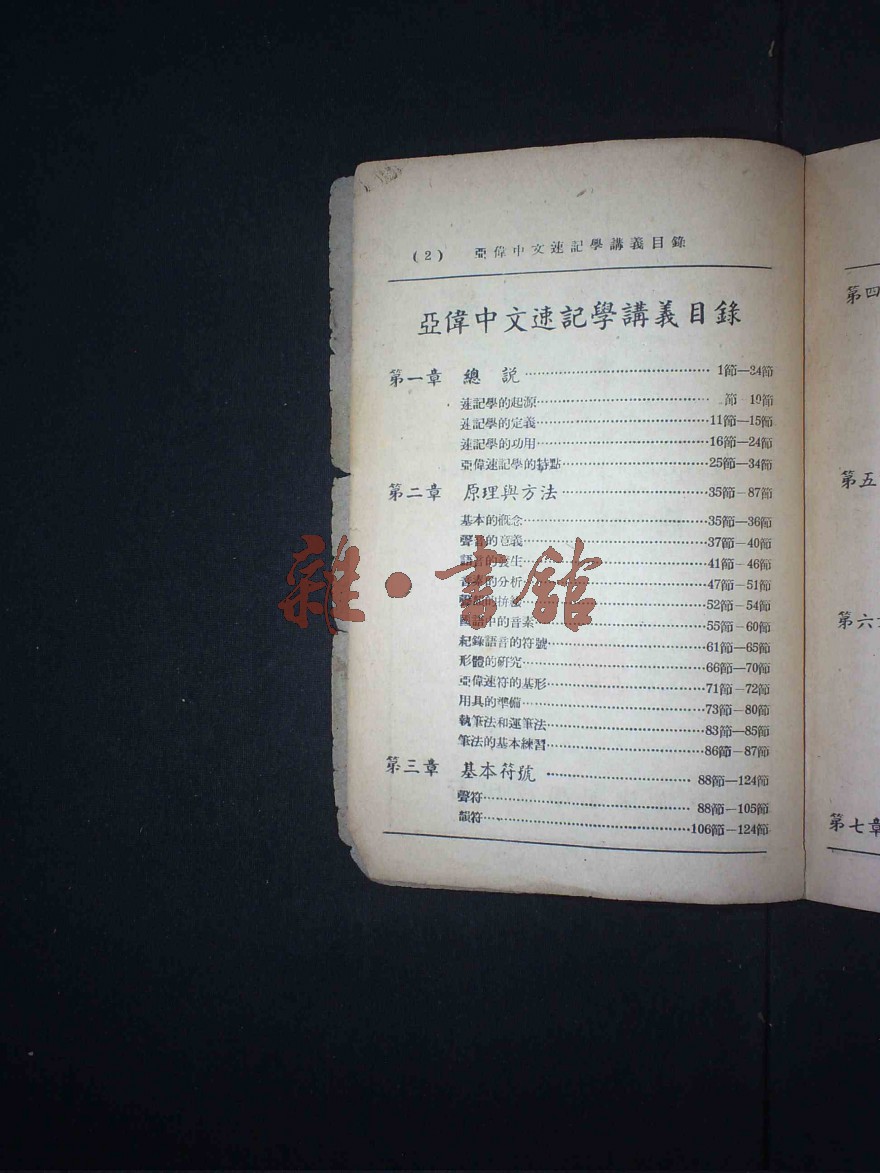 (2) 亞偉中文速記學講義目錄
亞偉中文速記學講義目錄
第一章 總說……1節—34節
速記學的起源……節—10節
速記學的定義……11節—15節
速記學的功用……16節—24節
亞偉速記學的特點……25節—34節
第二章 原理與方法……35節—87節
基本的概念……35節—36節
聲音的意義……37節—40節
語言的發生……41節—46節
音素的分析……47節—51節
聲韻的拚法……52節—54節
國語中的音素……55節—60節
紀錄語音的符號……61節—65節
形體的研究……66節—70節
亞偉速符的基形……71節—72節
用具的準備……73節—80節
執筆法和運筆法……83節—85節
筆法的基本練習……86節—87節
第三章 基本符號……88節—124節
聲符……88節—105節
韻符……106節—124節
第四
第五
第六
第七章
雜·書館